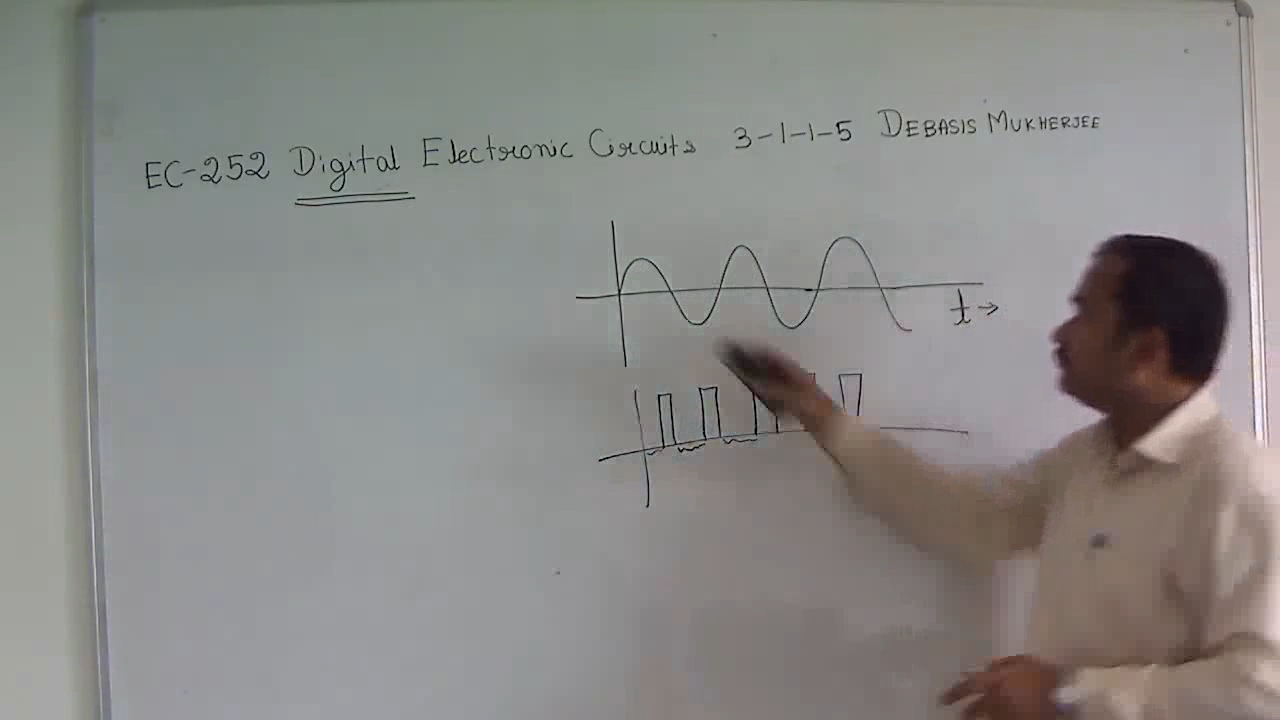 EC-252 Digital Electronic Circuits 3-1-1-5 DEBASIS MUKHERJEE
t→